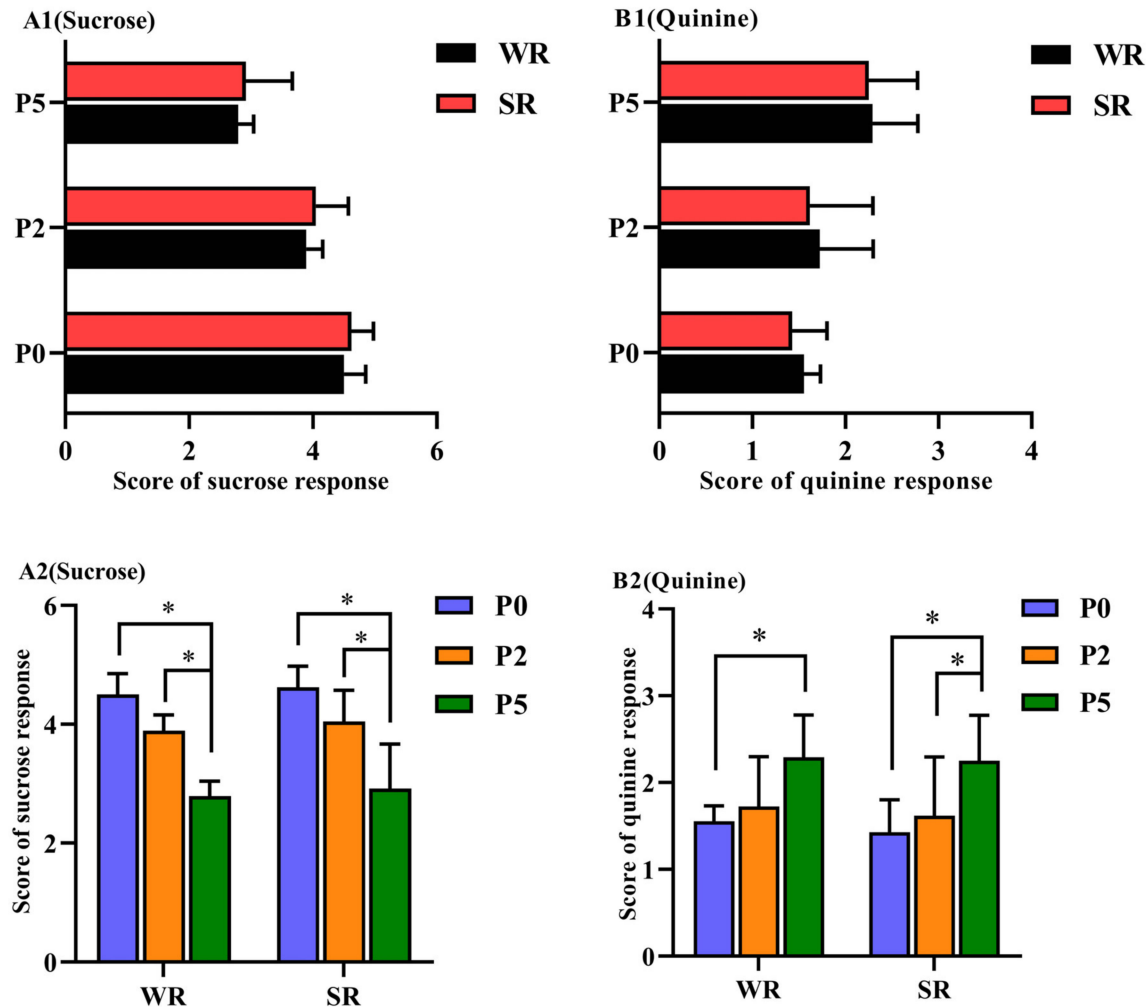 A1(Sucrose)
WR
SR
P5
P2
P0
0 2 4 6
Score of sucrose response
B1(Quinine)
WR
SR
P5
P2
P0
0 1 2 3 4
Score of quinine response
A2(Sucrose)
Score of sucrose response
6
4
2
0
* * * *
P0
P2
P5
WR SR
B2(Quinine)
Score of quinine response
4
3
2
1
0
* * *
P0
P2
P5
WR SR